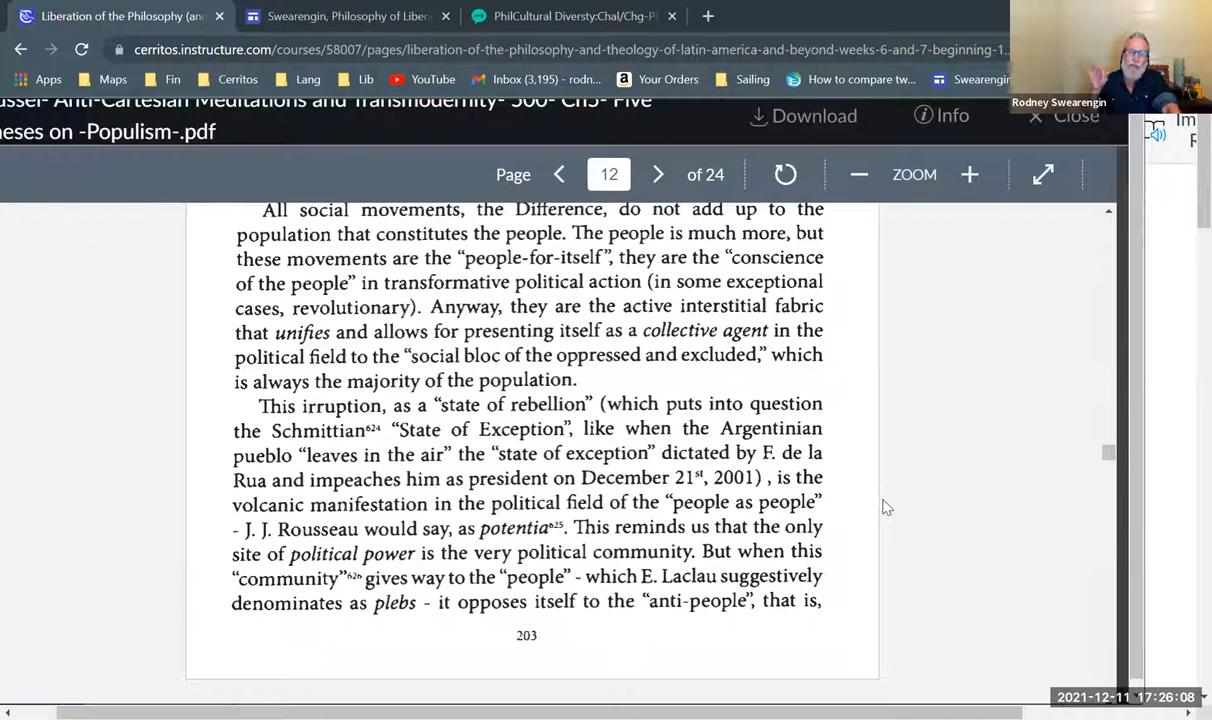 Liberation of the Philosophy (and
Swearengin, Philosophy of Libera
PhilCultural Diversty:Chal/Chg-P
cerritos.instructure.com/courses/58007/pages/liberation-of-the-philosophy-and-theology-of-latin-america-and-beyond-weeks-6-and-7-beginning-1...
Apps Maps Fin Cerritos Lang Lib YouTube Inbox (3,195) - rodn... Your Orders Sailing How to compare tw... Swearengin
Rodney Swearengin
ussel- Anti-Cartesian Meditations and Transmodernity- 300- Ch5- Five
heses on -Populism-.pdf
Download Info Close
Im
R
Page 12 of 24 ZOOM
All social movements, the Difference, do not add up to the
population that constitutes the people. The people is much more, but
these movements are the “people-for-itself”, they are the “conscience
of the people” in transformative political action (in some exceptional
cases, revolutionary). Anyway, they are the active interstitial fabric
that unifies and allows for presenting itself as a collective agent in the
political field to the “social bloc of the oppressed and excluded,” which
is always the majority of the population.
This irruption, as a “state of rebellion” (which puts into question
the Schmittian⁶²⁴ “State of Exception”, like when the Argentinian
pueblo “leaves in the air” the “state of exception” dictated by F. de la
Rua and impeaches him as president on December 21ˢᵗ, 2001) , is the
volcanic manifestation in the political field of the “people as people”
- J. J. Rousseau would say, as potentia⁶²⁵. This reminds us that the only
site of political power is the very political community. But when this
“community”⁶²⁶ gives way to the “people” - which E. Laclau suggestively
denominates as plebs - it opposes itself to the “anti-people”, that is,
203
2021-12-11 17:26:08